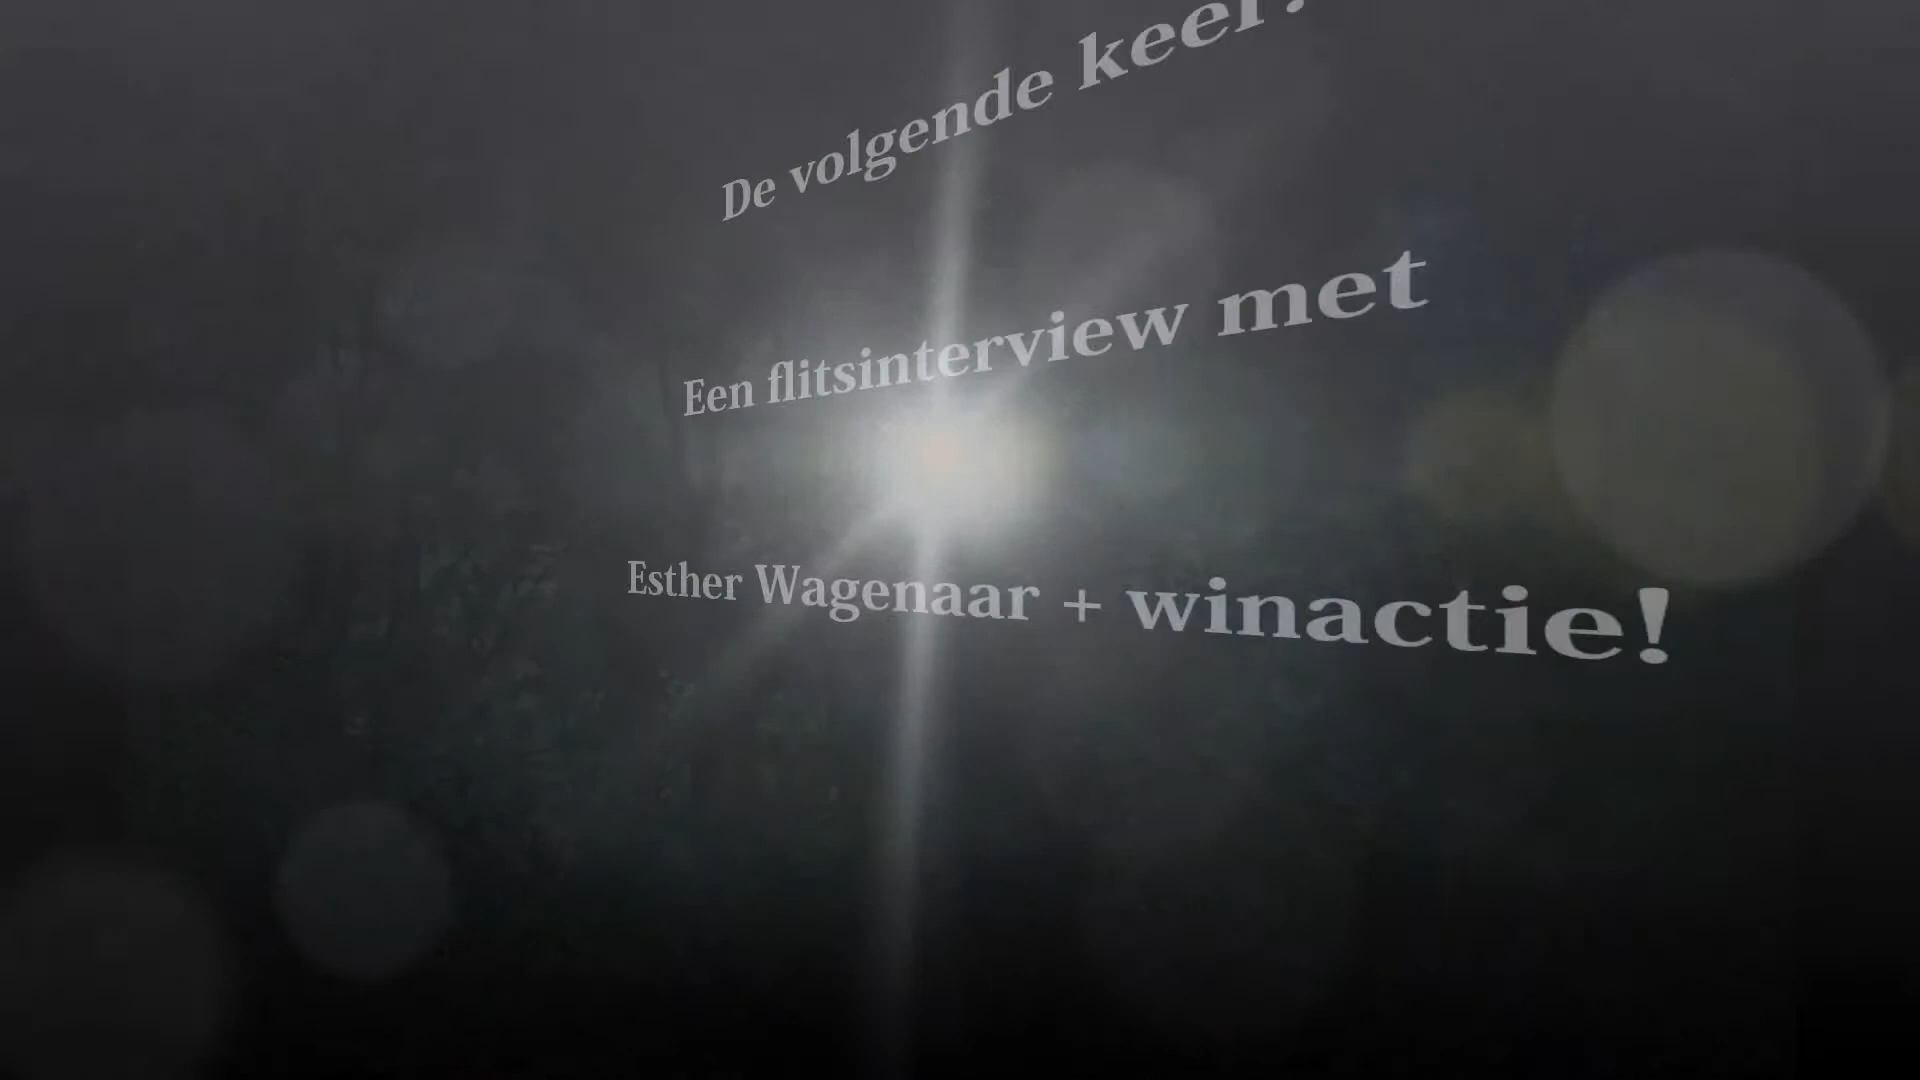 De volgende keer:
Een flitsinterview met
Esther Wagenaar + winactie!